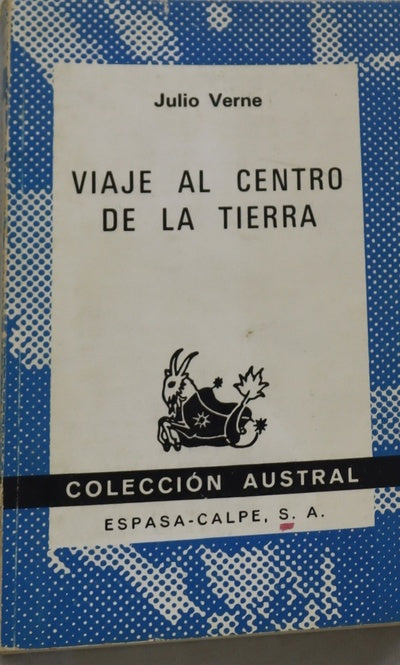 Julio Verne
VIAJE AL CENTRO
DE LA TIERRA
COLECCIÓN AUSTRAL
ESPASA-CALPE, S. A.